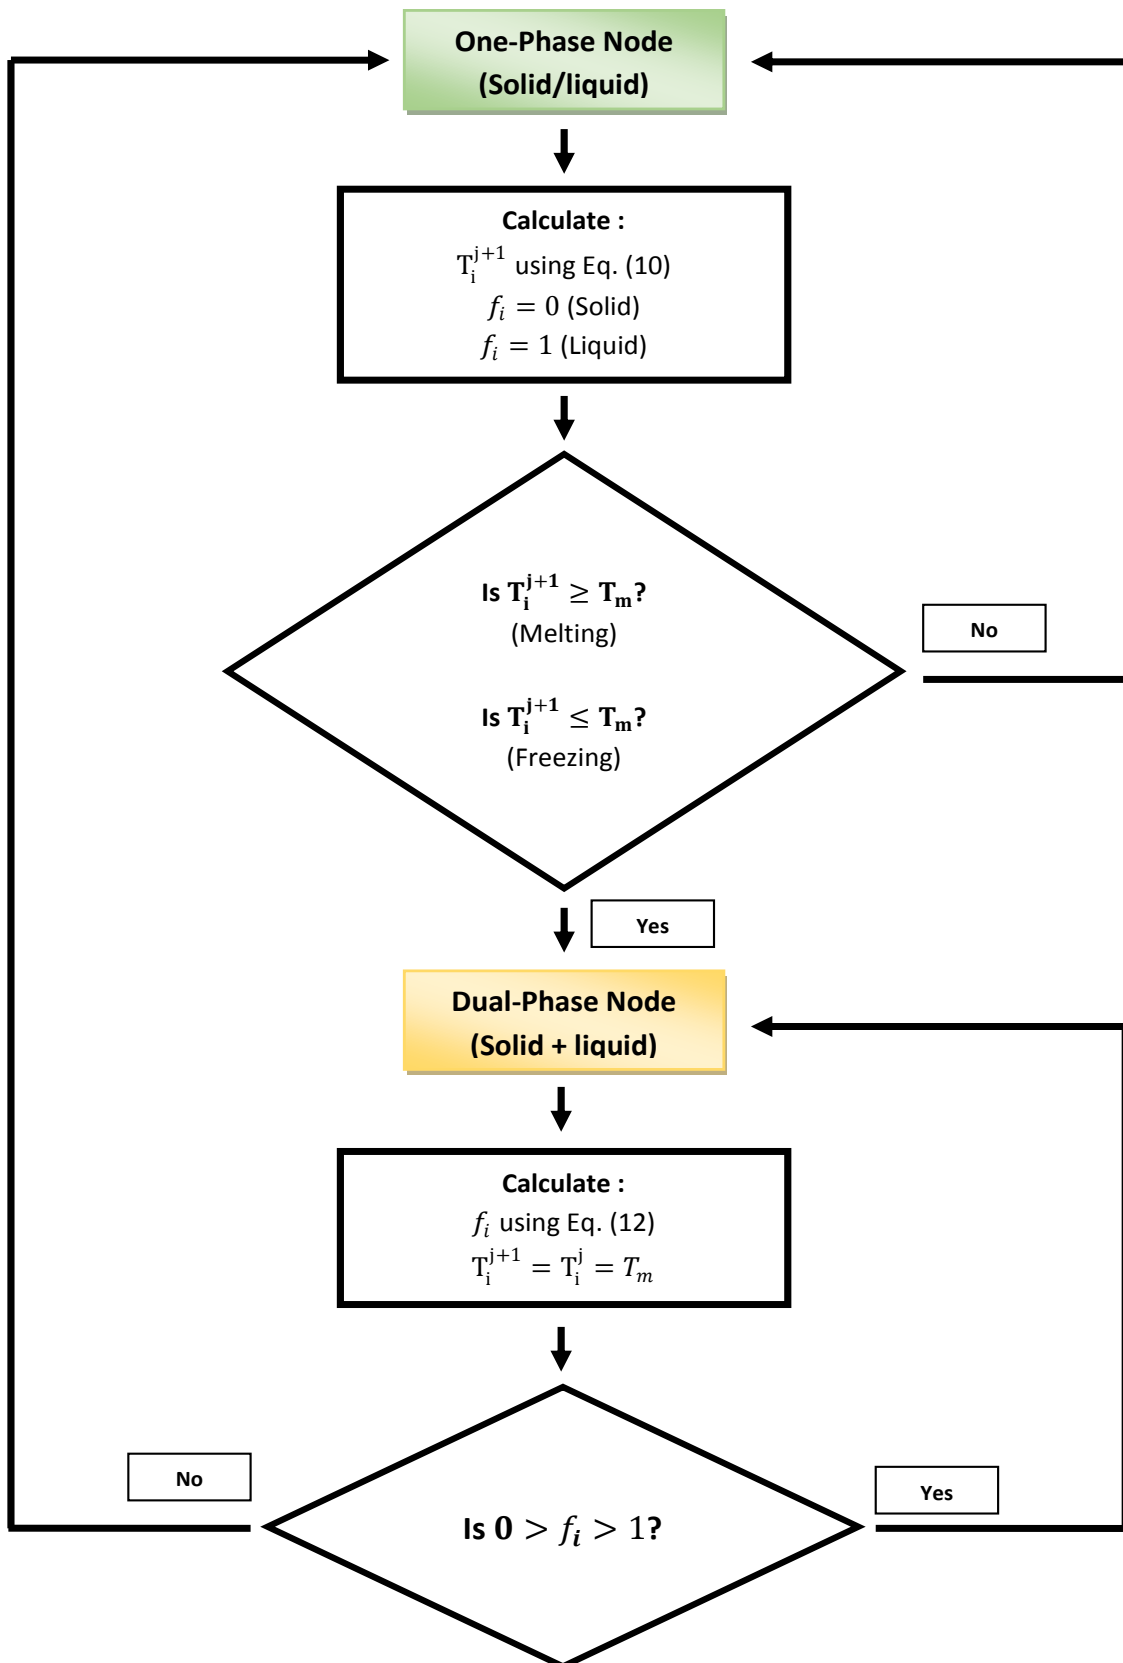 One-Phase Node
(Solid/liquid)
Calculate :
T_i^{j+1} using Eq. (10)
f_i = 0 (Solid)
f_i = 1 (Liquid)
Is T_i^{j+1} ≥ T_m?
(Melting)
No
Is T_i^{j+1} ≤ T_m?
(Freezing)
Yes
Dual-Phase Node
(Solid + liquid)
Calculate :
f_i using Eq. (12)
T_i^{j+1} = T_i^j = T_m
No
Yes
Is 0 > f_i > 1?